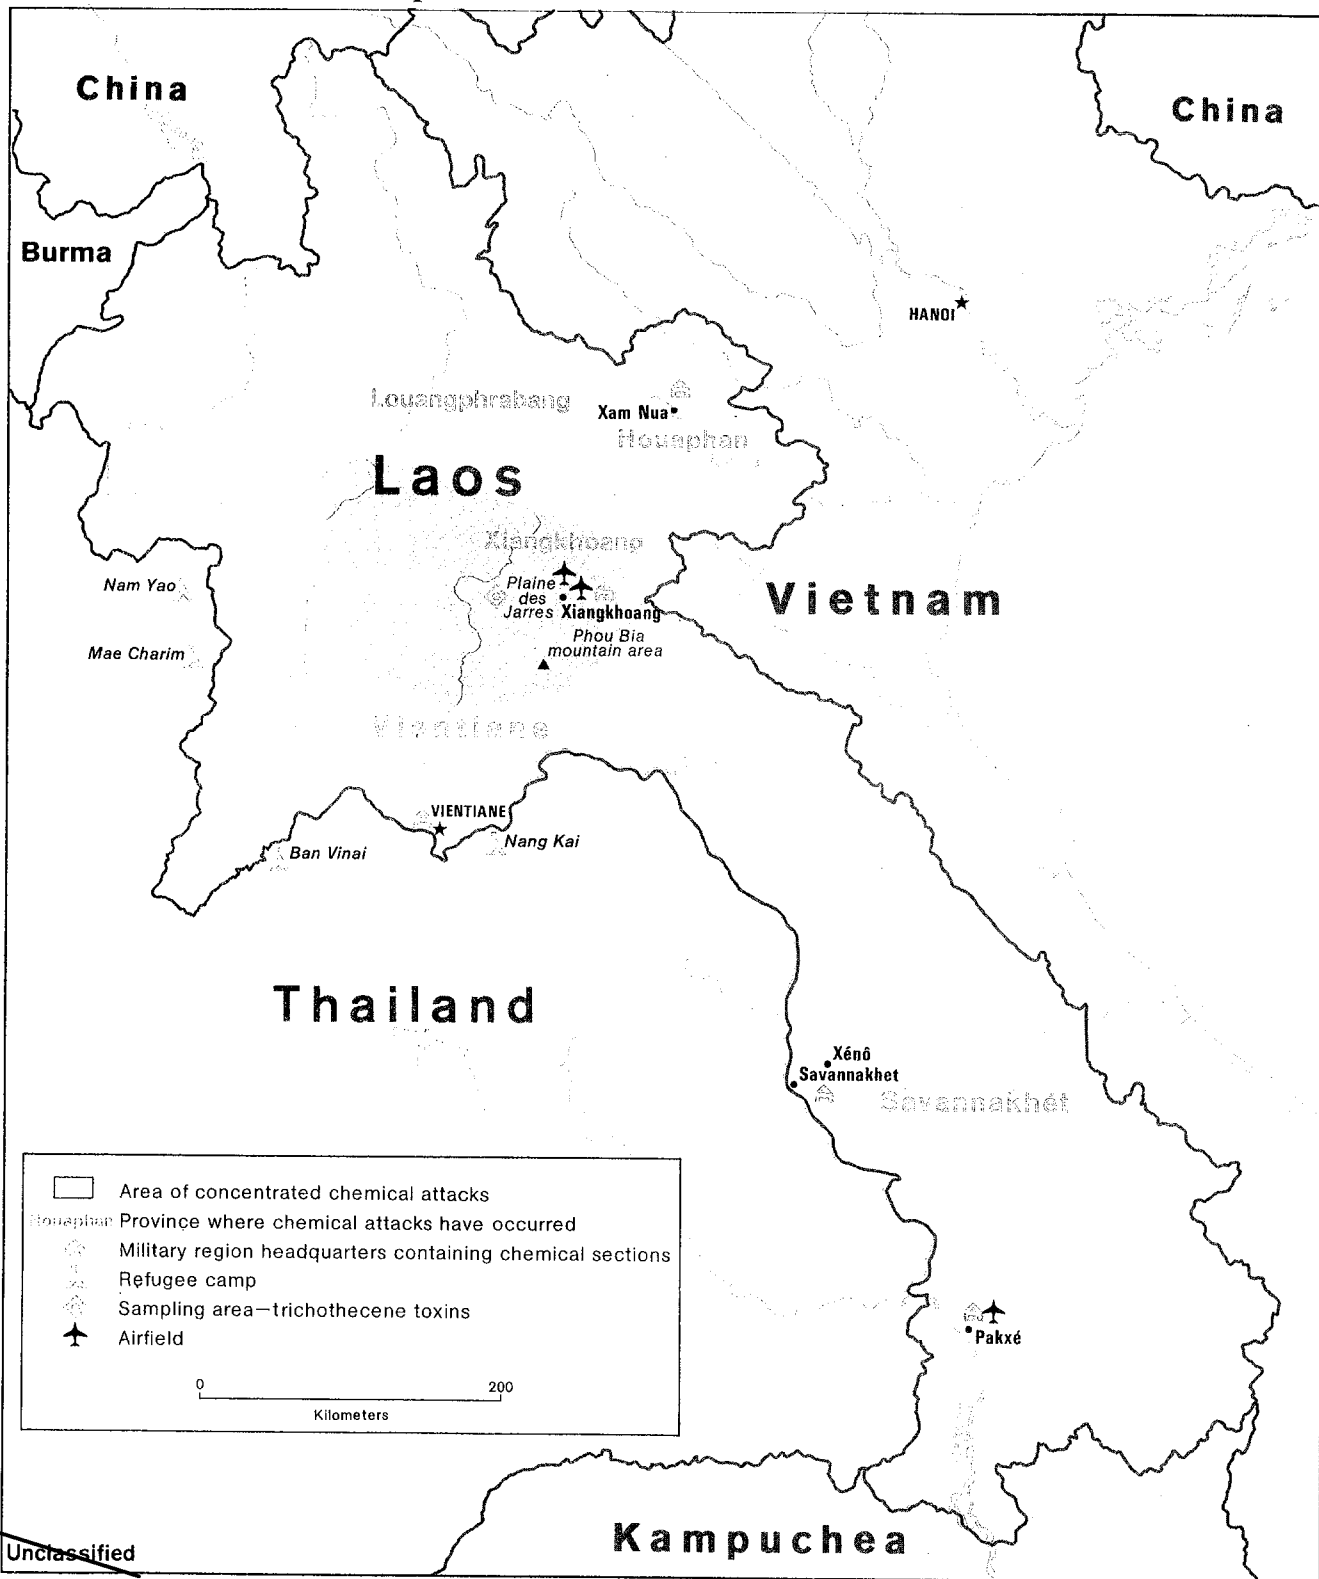 China
China
Burma
HANOI
Louangphrabang
Xam Nua
Houaphan
Laos
Xiangkhoang
Nam Yao
Plaine
des
Jarres
Xiangkhoang
Vietnam
Phou Bia
mountain area
Mae Charim
Vientiane
VIENTIANE
Nang Kai
Ban Vinai
Thailand
Xénô
Savannakhet
Savannakhét
Area of concentrated chemical attacks
Houaphan Province where chemical attacks have occurred
Military region headquarters containing chemical sections
Refugee camp
Sampling area—trichothecene toxins
Airfield
0 200
Kilometers
Pakxé
Kampuchea
Unclassified